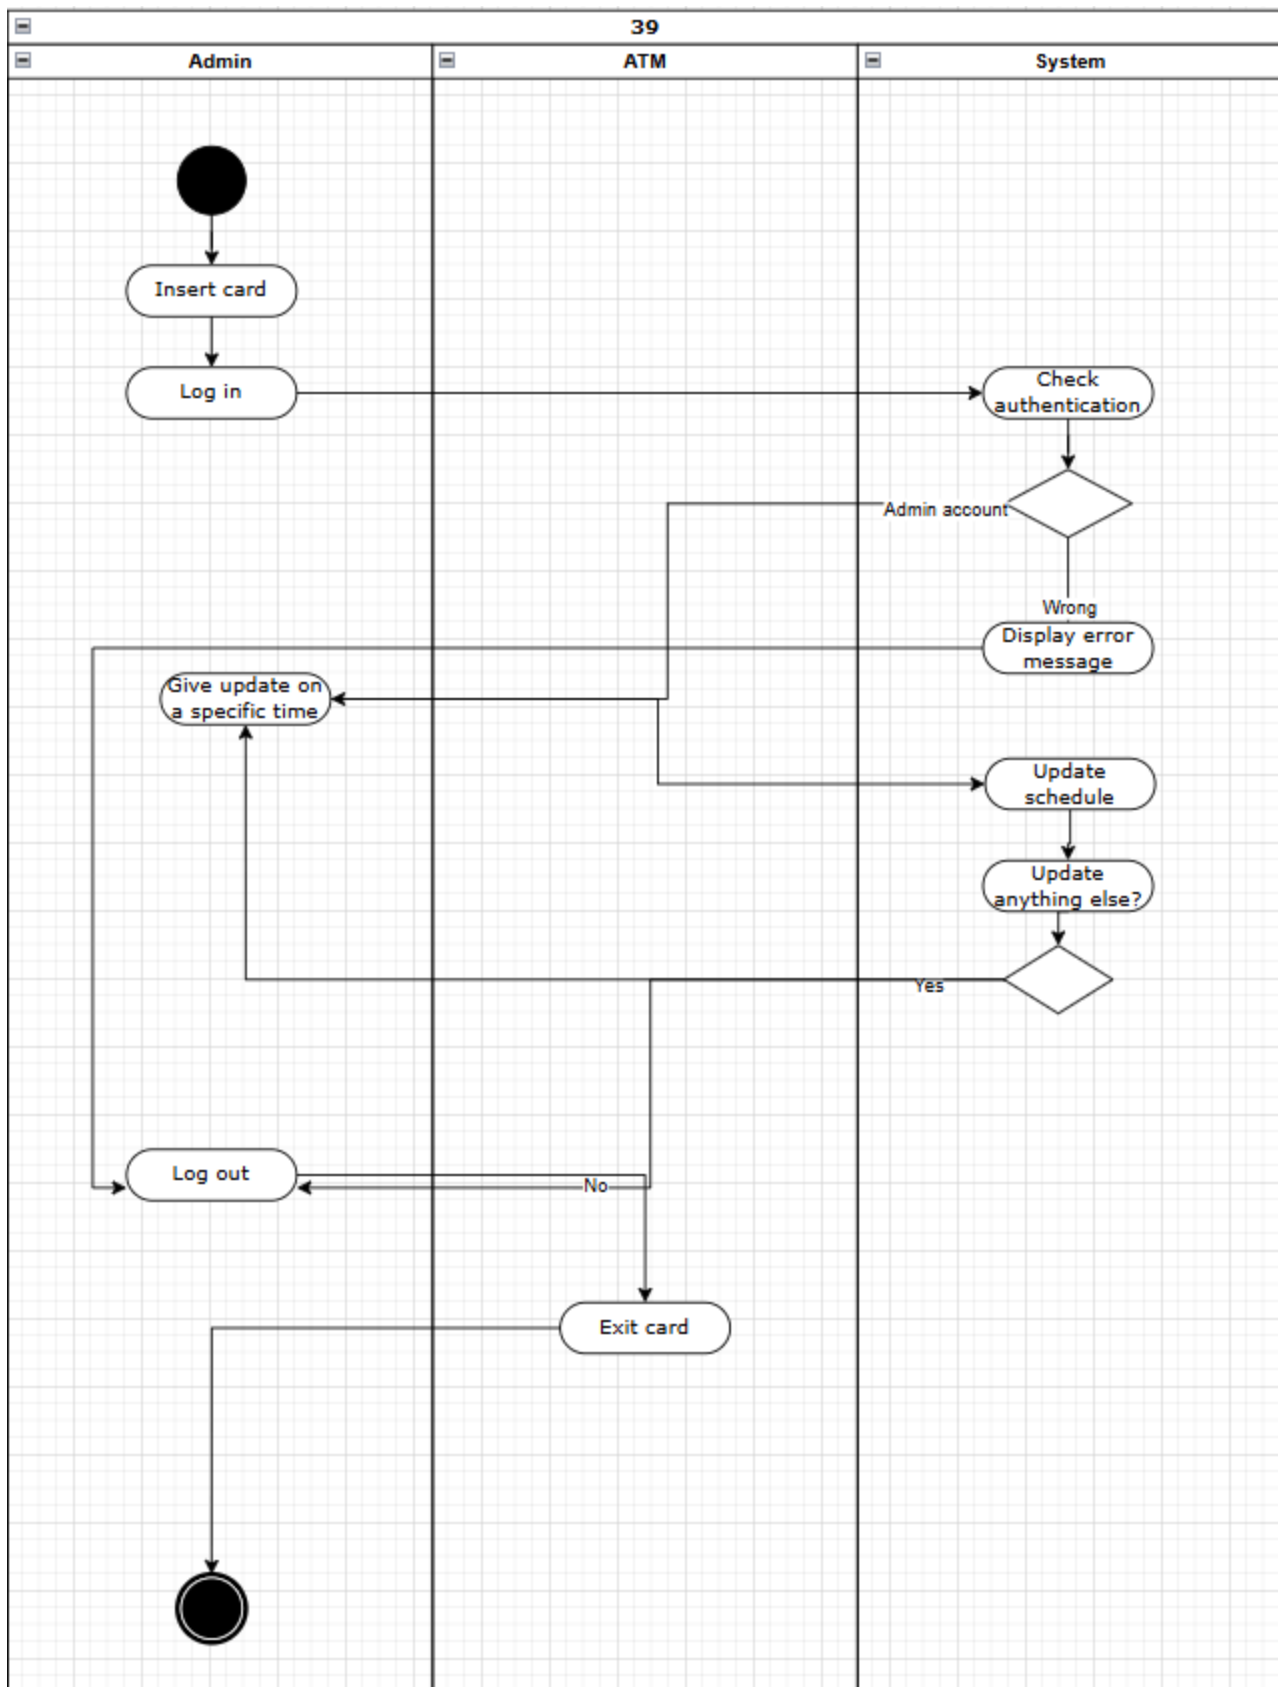 39
Admin
ATM
System
Insert card
Log in
Check
authentication
Admin account
Wrong
Display error
message
Give update on
a specific time
Update
schedule
Update
anything else?
Yes
Log out
No
Exit card